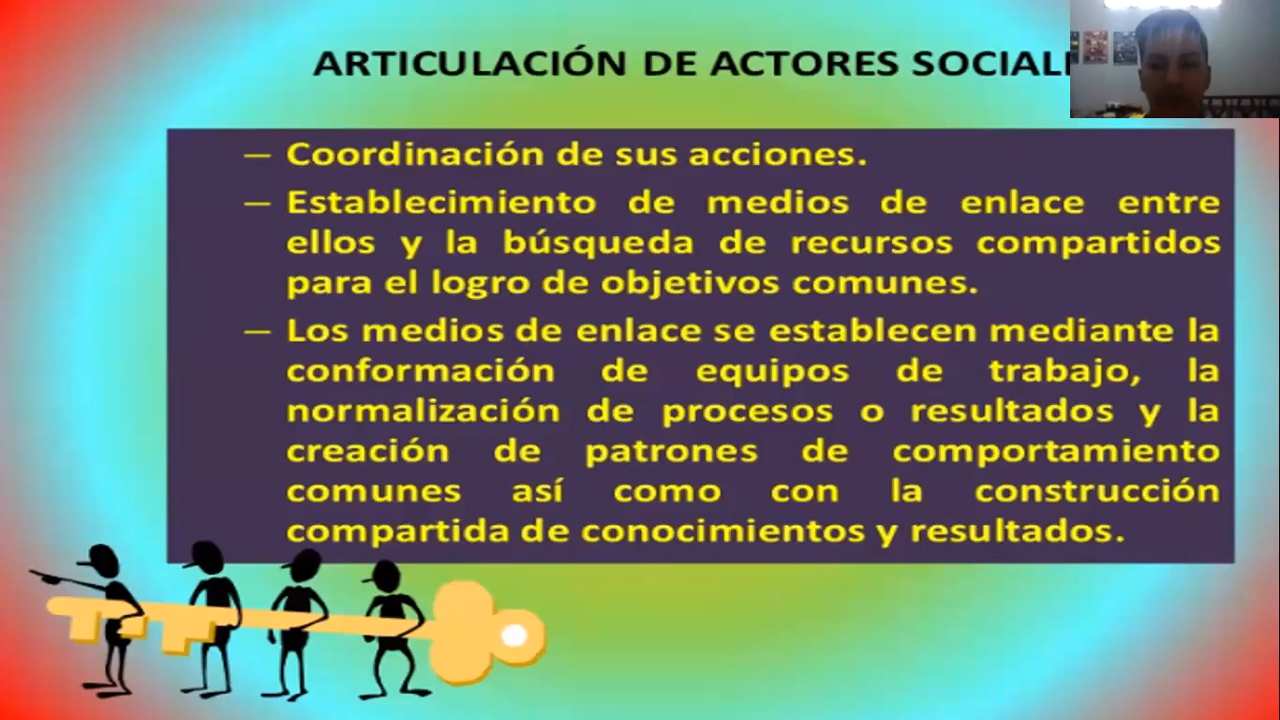 ARTICULACIÓN DE ACTORES
– Coordinación de sus acciones.
– Establecimiento de medios de enlace entre
ellos y la búsqueda de recursos compartidos
para el logro de objetivos comunes.
– Los medios de enlace se establecen mediante la
conformación de equipos de trabajo, la
normalización de procesos o resultados y la
creación de patrones de comportamiento
comunes así como con la construcción
compartida de conocimientos y resultados.